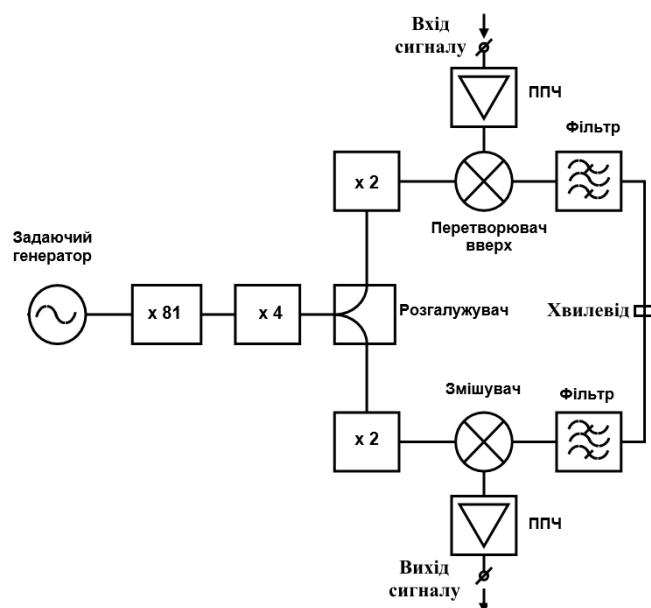 Вхід
сигналу
ППЧ
Фільтр
х 2
Перетворювач
вверх
Задаючий
генератор
х 81
х 4
Розгалужувач
Хвилевід
Змішувач
Фільтр
х 2
ППЧ
Вихід
сигналу